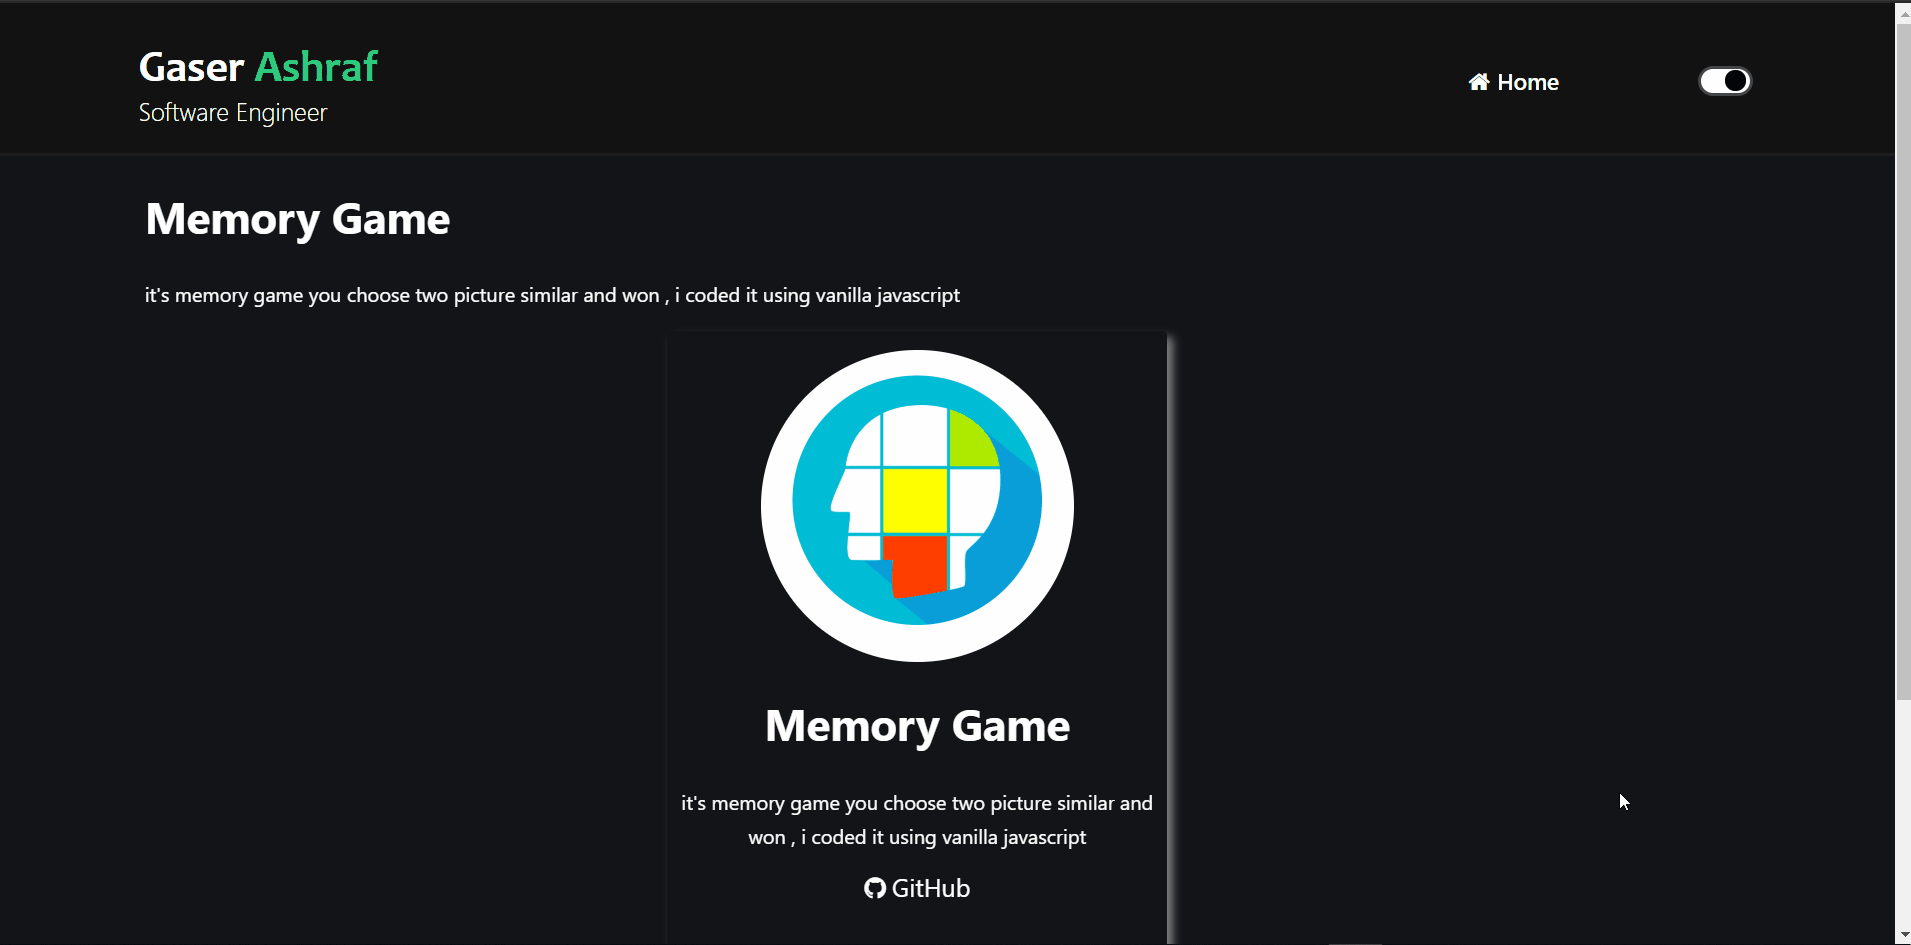 Gaser Ashraf
Software Engineer
Home
Memory Game
it's memory game you choose two picture similar and won , i coded it using vanilla javascript
Memory Game
it's memory game you choose two picture similar and
won , i coded it using vanilla javascript
GitHub